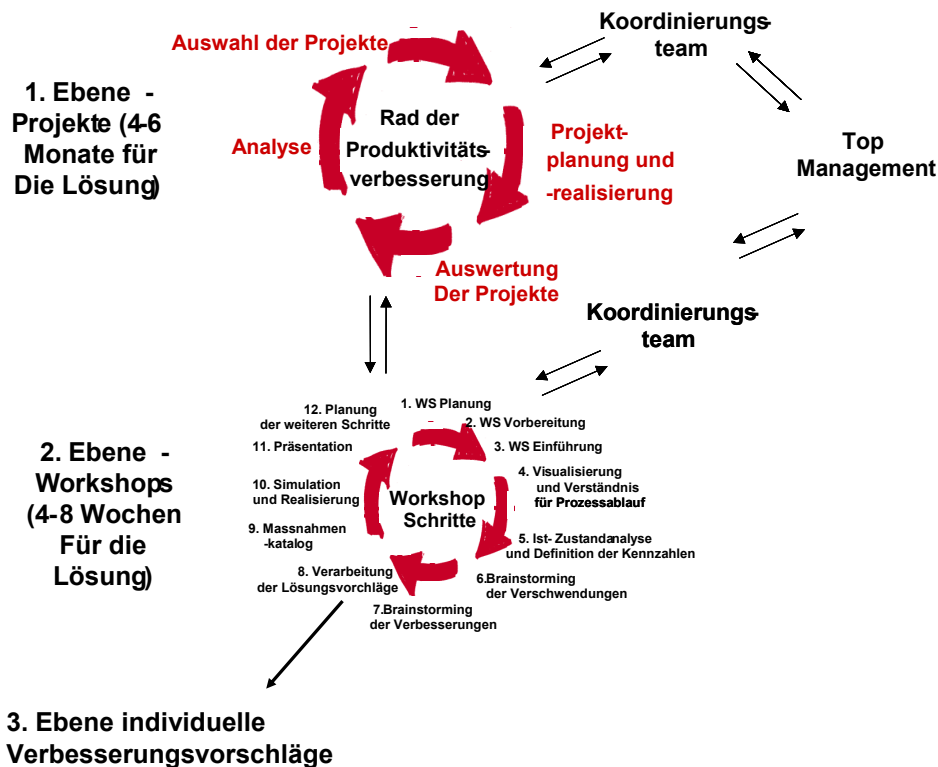 Auswahl der Projekte
Koordinierungs-
team
1. Ebene -
Projekte (4-6
Monate für
Die Lösung)
Analyse
Rad der
Produktivitäts-
verbesserung
Projekt-
planung und
-realisierung
Top
Management
Auswertung
Der Projekte
Koordinierungs-
team
2. Ebene -
Workshops
(4-8 Wochen
Für die
Lösung)
Workshop
Schritte
1. WS Planung
2. WS Vorbereitung
3. WS Einführung
4. Visualisierung
und Verständnis
für Prozessablauf
5. Ist- Zustandanalyse
und Definition der Kennzahlen
6.Brainstorming
der Verschwendungen
7.Brainstorming
der Verbesserungen
8. Verarbeitung
der Lösungsvorchläge
9. Massnahmen
-katalog
10. Simulation
und Realisierung
11. Präsentation
12. Planung
der weiteren Schritte
3. Ebene individuelle
Verbesserungsvorschläge